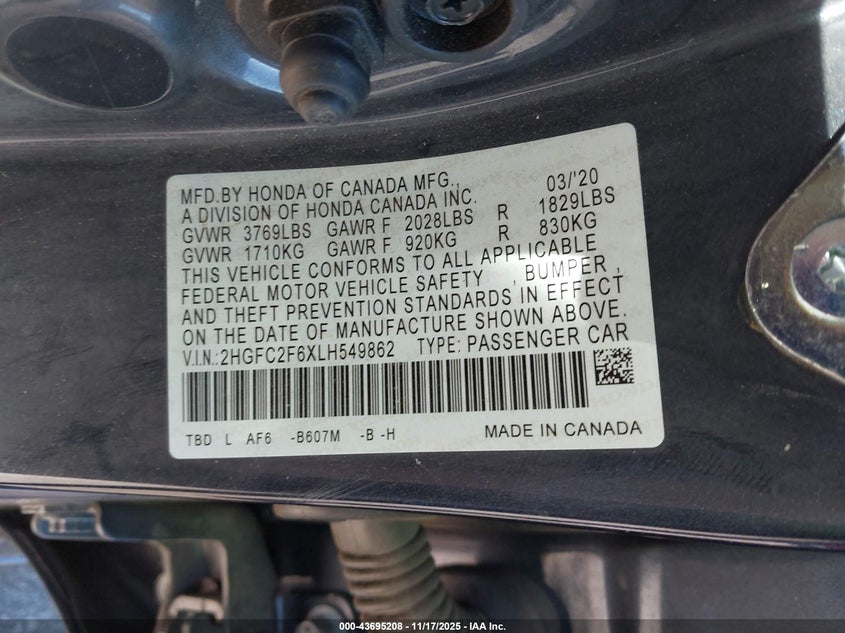 MFD.BY HONDA OF CANADA MFG., 03/'20
A DIVISION OF HONDA CANADA INC.
GVWR 3769LBS GAWR F 2028LBS R 1829LBS
GVWR 1710KG GAWR F 920KG R 830KG
THIS VEHICLE CONFORMS TO ALL APPLICABLE
FEDERAL MOTOR VEHICLE SAFETY , BUMPER ,
AND THEFT PREVENTION STANDARDS IN EFFECT
ON THE DATE OF MANUFACTURE SHOWN ABOVE.
V.I.N.:2HGFC2F6XLH549862 TYPE: PASSENGER CAR
TBD L AF6 -B607M -B -H MADE IN CANADA
000-43695208 - 11/17/2025 - IAA Inc.